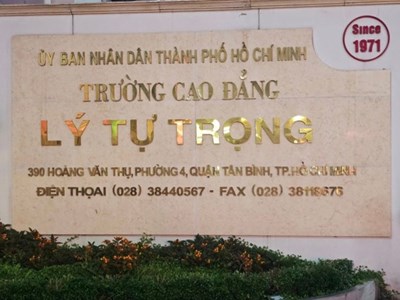 Since
1971
ỦY BAN NHÂN DÂN THÀNH PHỐ HỒ CHÍ MINH
TRƯỜNG CAO ĐẲNG
LÝ TỰ TRỌNG
390 HOÀNG VĂN THỤ, PHƯỜNG 4, QUẬN TÂN BÌNH, TP.HỒ CHÍ MINH
ĐIỆN THOẠI (028) 38440567 - FAX (028)